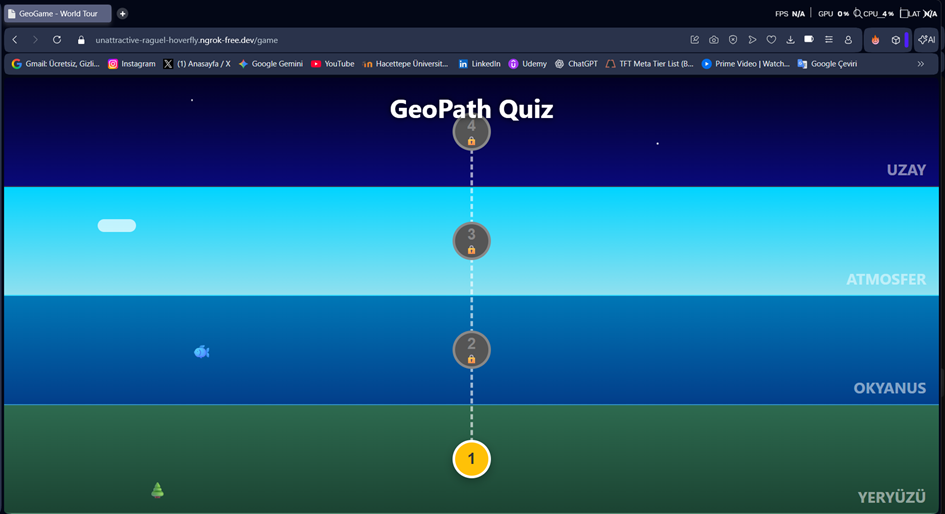 GeoGame - World Tour
FPS N/A GPU 0 % CPU 4 % LAT N/A
unattractive-raguel-hoverfly.ngrok-free.dev/game
AI
Gmail: Ücretsiz, Gizli... Instagram (1) Anasayfa / X Google Gemini YouTube Hacettepe Üniversit... LinkedIn Udemy ChatGPT TFT Meta Tier List (B... Prime Video | Watch... Google Çeviri
GeoPath Quiz
4
UZAY
3
ATMOSFER
2
OKYANUS
1
YERYÜZÜ